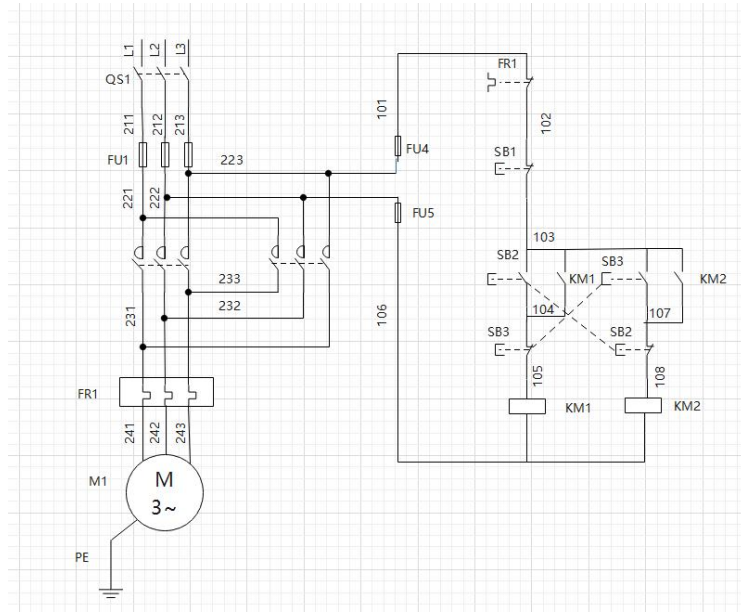 L1
L2
L3
QS1
211
212
213
FU1
223
221
222
233
232
231
FR1
241
242
243
M1
M
3~
PE
101
FU4
FU5
106
FR1
102
SB1
103
SB2
KM1
SB3
KM2
104
107
SB3
SB2
105
108
KM1
KM2